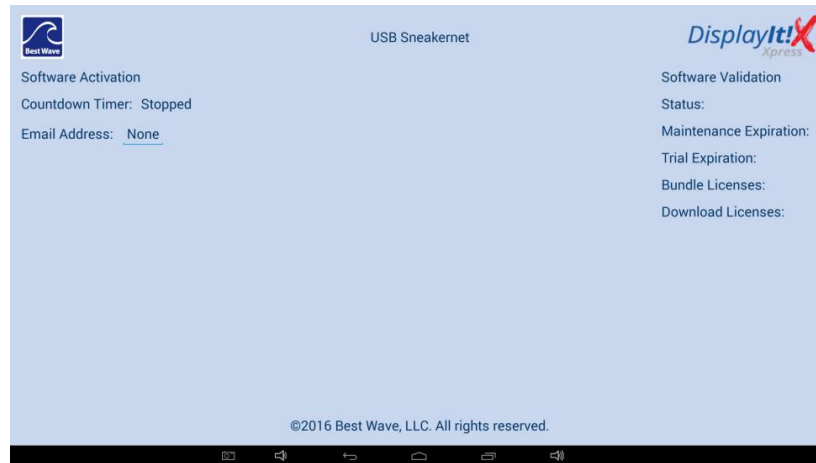 Best Wave
USB Sneakernet
DisplayIt!X
Xpress
Software Activation
Countdown Timer: Stopped
Email Address: None
Software Validation
Status:
Maintenance Expiration:
Trial Expiration:
Bundle Licenses:
Download Licenses:
©2016 Best Wave, LLC. All rights reserved.